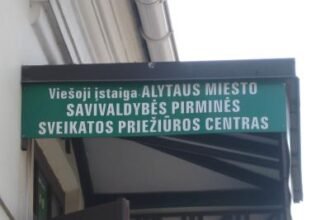 Viešoji įstaiga ALYTAUS MIESTO
SAVIVALDYBĖS PIRMINĖS
SVEIKATOS PRIEŽIŪROS CENTRAS